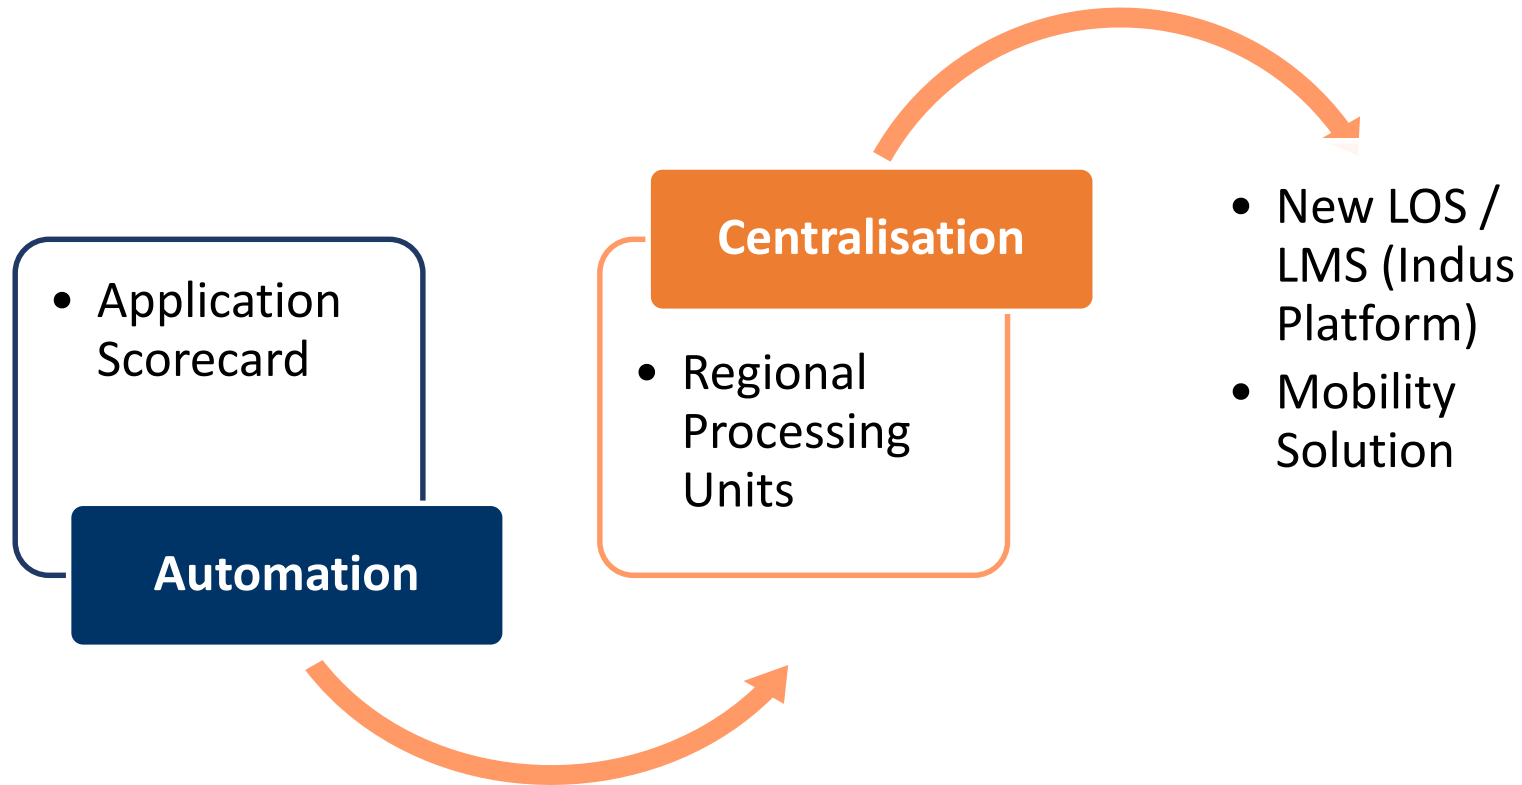 • Application
Scorecard
Automation
Centralisation
• Regional
Processing
Units
• New LOS /
LMS (Indus
Platform)
• Mobility
Solution